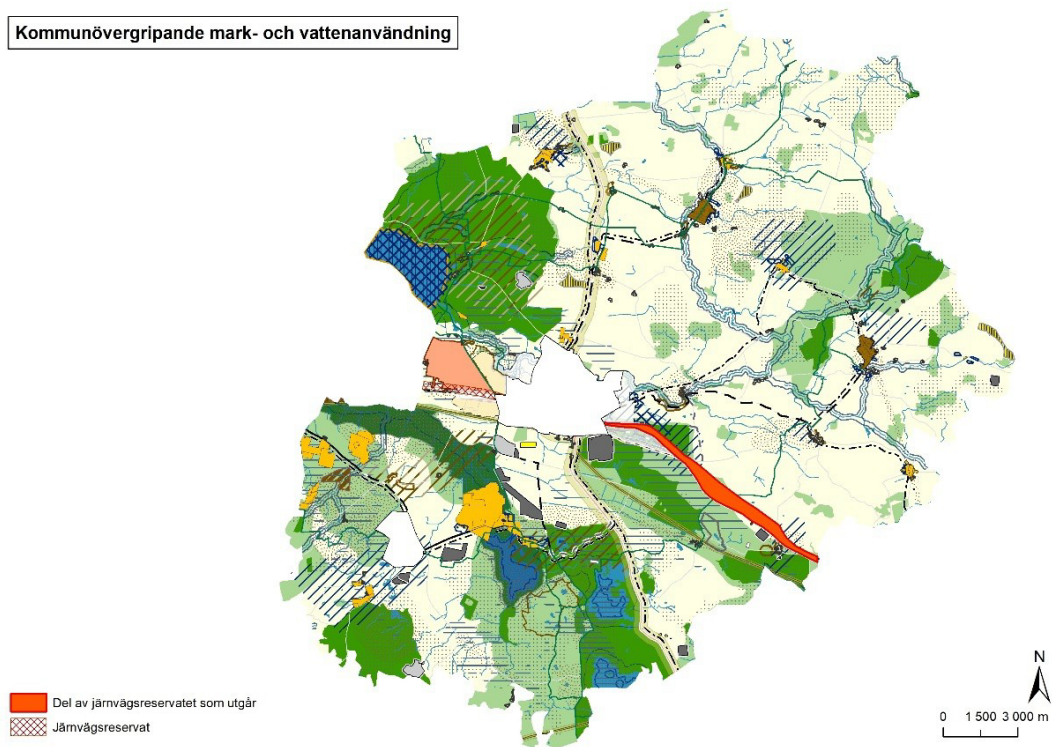 Kommunövergripande mark- och vattenanvändning
Del av järnvägsreservatet som utgår
Järnvägsreservat
N
0 1 500 3 000 m